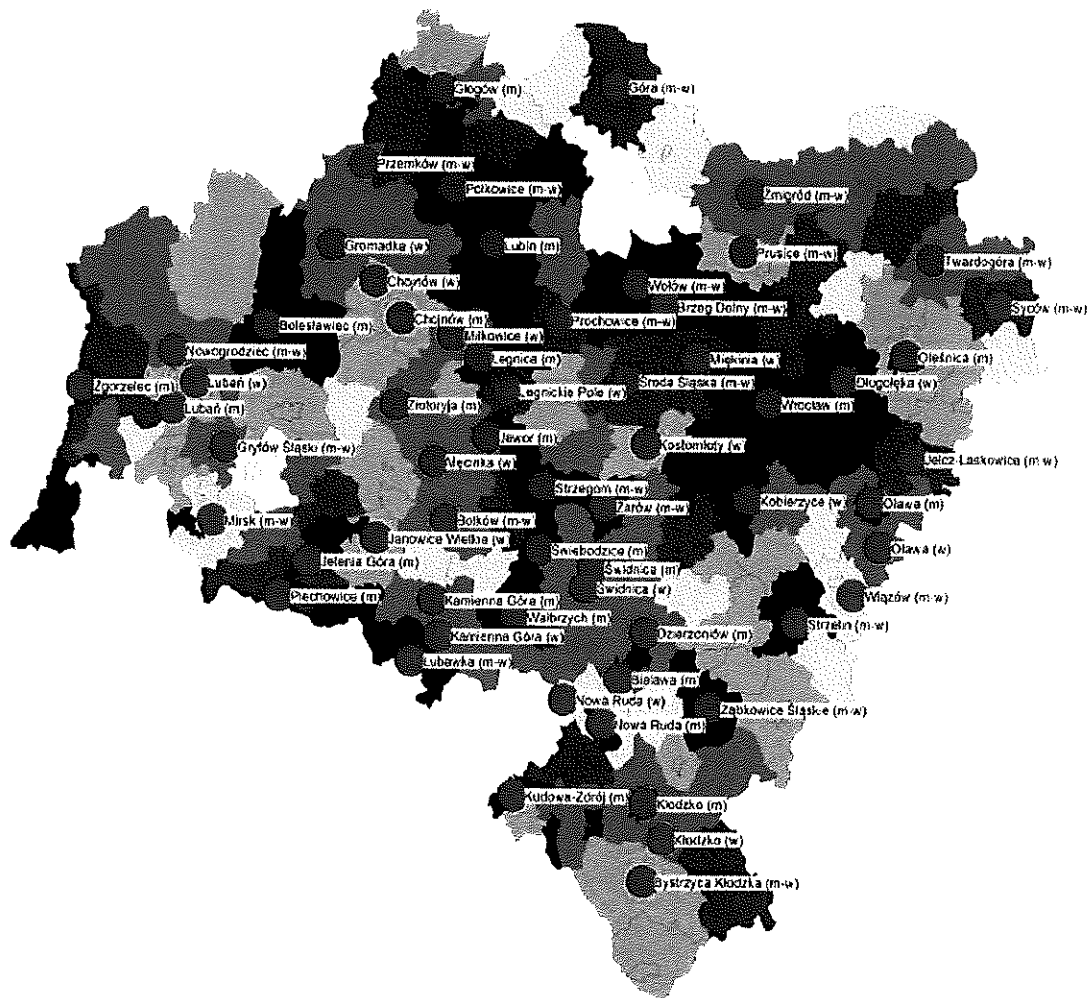 Głogów (m)
Góra (m-w)
Przemków (m-w)
Polkowice (m-w)
Żmigród (m-w)
Gromadka (w)
Lubin (m)
Prusice (m-w)
Twardogóra (m-w)
Chojnów (w)
Wołów (m-w)
Brzeg Dolny (m-w)
Syców (m-w)
Bolesławiec (m)
Chojnów (m)
Prochowice (m-w)
Miłkowice (w)
Nowogrodziec (m-w)
Legnica (m)
Miękinia (w)
Oleśnica (m)
Zgorzelec (m)
Lubań (w)
Legnickie Pole (w)
Środa Śląska (m-w)
Długołęka (w)
Lubań (m)
Złotoryja (m)
Wrocław (m)
Gryfów Śląski (m-w)
Jawor (m)
Kostomłoty (w)
Męcinka (w)
Jelcz-Laskowice (m-w)
Strzegom (m-w)
Żarów (m-w)
Kobierzyce (w)
Oława (m)
Mirsk (m-w)
Bolków (m-w)
Janowice Wielkie (w)
Świebodzice (m)
Oława (w)
Jelenia Góra (m)
Świdnica (m)
Świdnica (w)
Piechowice (m)
Kamienna Góra (m)
Wiązów (m-w)
Wałbrzych (m)
Strzelin (m-w)
Kamienna Góra (w)
Dzierżoniów (m)
Lubawka (m-w)
Bielawa (m)
Nowa Ruda (w)
Ząbkowice Śląskie (m-w)
Nowa Ruda (m)
Kudowa-Zdrój (m)
Kłodzko (m)
Kłodzko (w)
Bystrzyca Kłodzka (m-w)